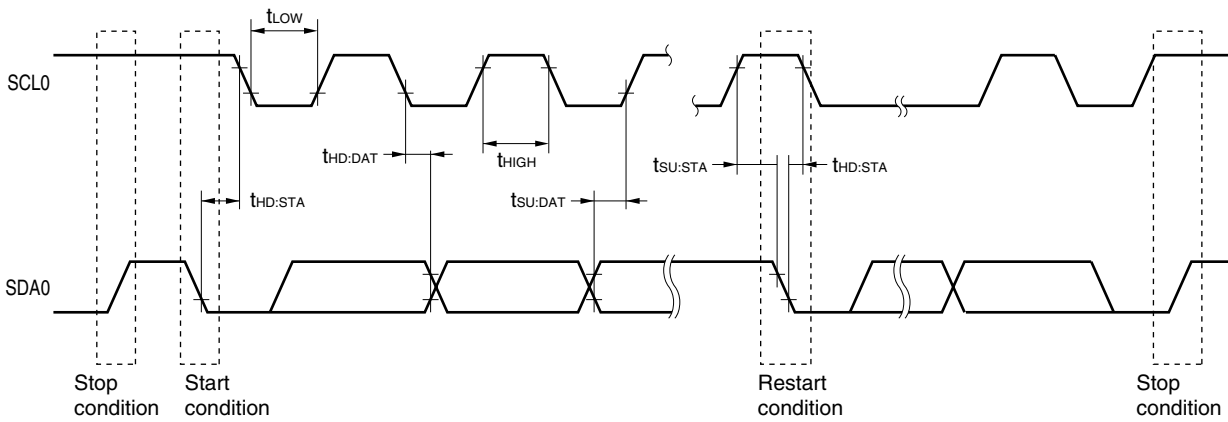 tLOW
SCL0
tHD:DAT
tHIGH
tSU:STA
tHD:STA
tHD:STA
tSU:DAT
SDA0
Stop
condition
Start
condition
Restart
condition
Stop
condition